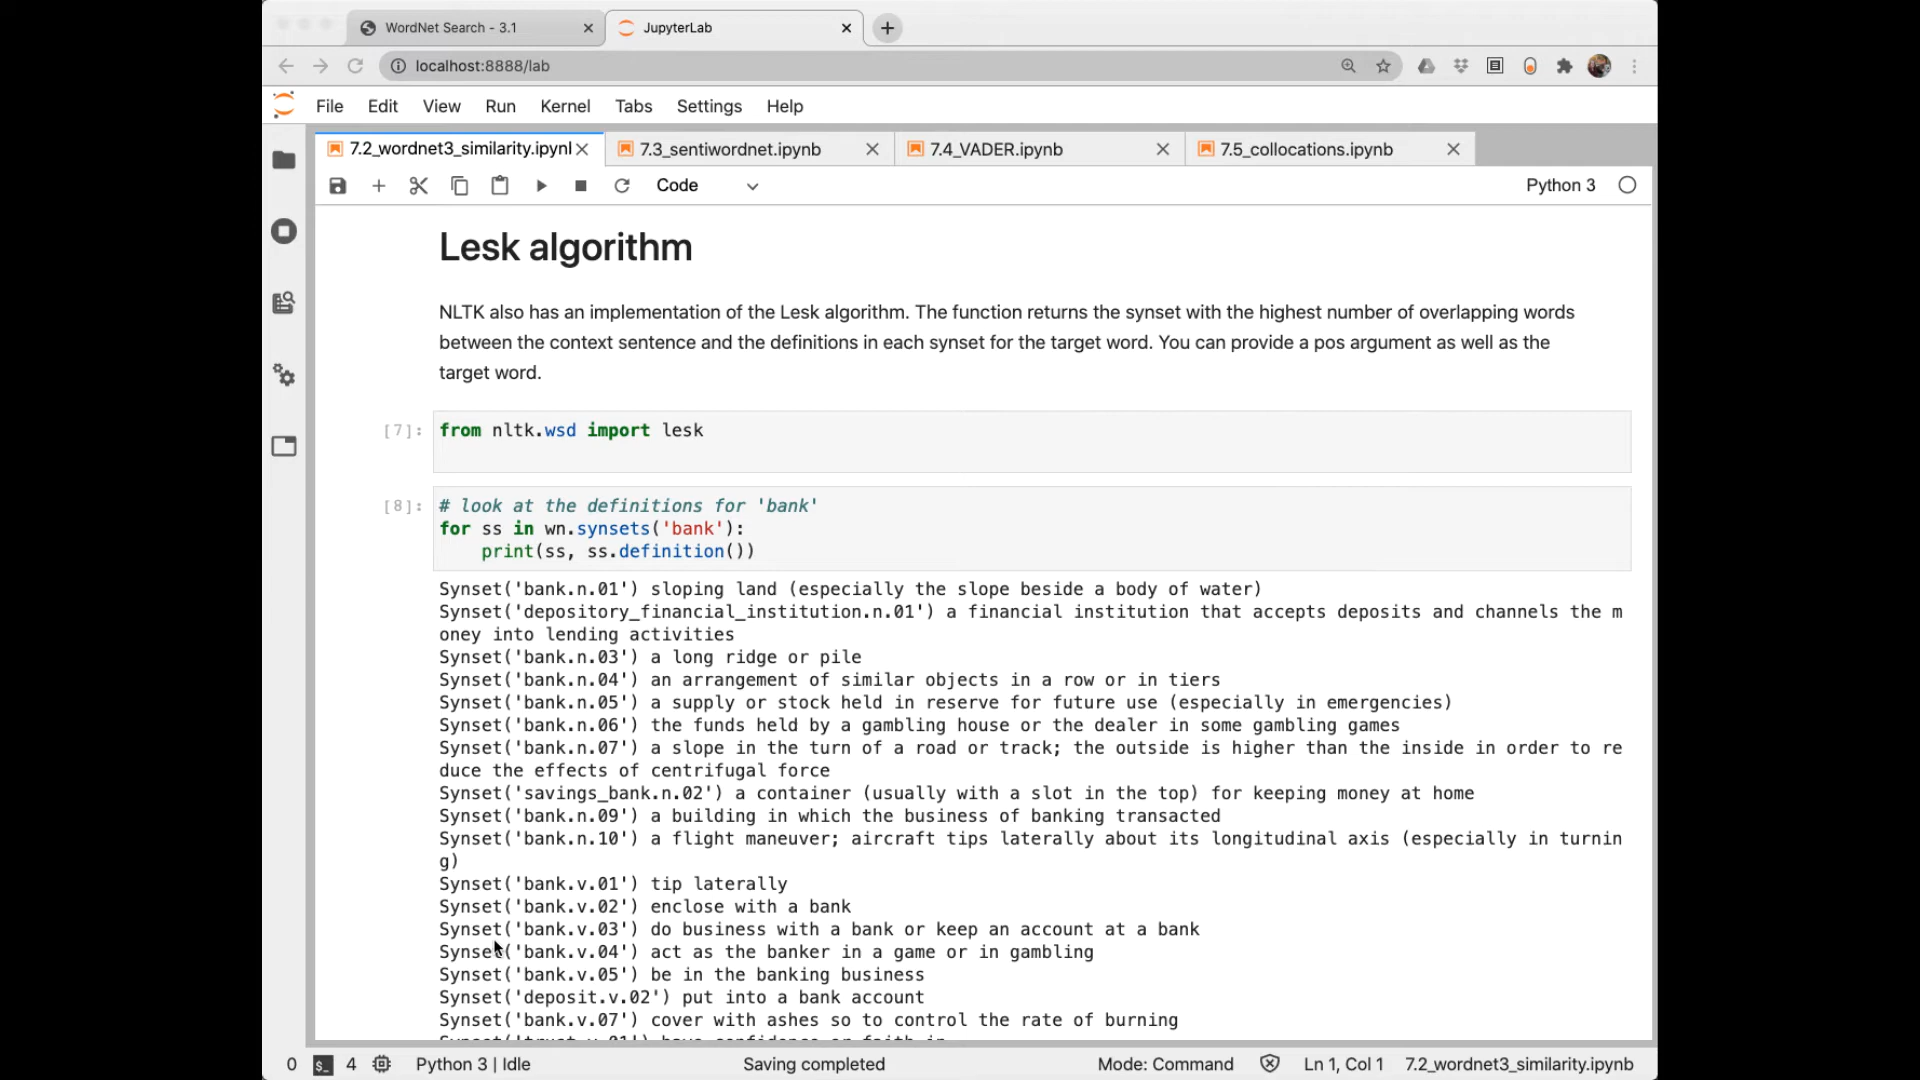 WordNet Search - 3.1
JupyterLab
localhost:8888/lab
File Edit View Run Kernel Tabs Settings Help
7.2_wordnet3_similarity.ipynl
7.3_sentiwordnet.ipynb
7.4_VADER.ipynb
7.5_collocations.ipynb
Code
Python 3
Lesk algorithm
NLTK also has an implementation of the Lesk algorithm. The function returns the synset with the highest number of overlapping words
between the context sentence and the definitions in each synset for the target word. You can provide a pos argument as well as the
target word.
[7]: from nltk.wsd import lesk
[8]: # look at the definitions for 'bank'
for ss in wn.synsets('bank'):
    print(ss, ss.definition())
Synset('bank.n.01') sloping land (especially the slope beside a body of water)
Synset('depository_financial_institution.n.01') a financial institution that accepts deposits and channels the m
oney into lending activities
Synset('bank.n.03') a long ridge or pile
Synset('bank.n.04') an arrangement of similar objects in a row or in tiers
Synset('bank.n.05') a supply or stock held in reserve for future use (especially in emergencies)
Synset('bank.n.06') the funds held by a gambling house or the dealer in some gambling games
Synset('bank.n.07') a slope in the turn of a road or track; the outside is higher than the inside in order to re
duce the effects of centrifugal force
Synset('savings_bank.n.02') a container (usually with a slot in the top) for keeping money at home
Synset('bank.n.09') a building in which the business of banking transacted
Synset('bank.n.10') a flight maneuver; aircraft tips laterally about its longitudinal axis (especially in turnin
g)
Synset('bank.v.01') tip laterally
Synset('bank.v.02') enclose with a bank
Synset('bank.v.03') do business with a bank or keep an account at a bank
Synset('bank.v.04') act as the banker in a game or in gambling
Synset('bank.v.05') be in the banking business
Synset('deposit.v.02') put into a bank account
Synset('bank.v.07') cover with ashes so to control the rate of burning
0 $_ 4 Python 3 | Idle Saving completed Mode: Command Ln 1, Col 1 7.2_wordnet3_similarity.ipynb